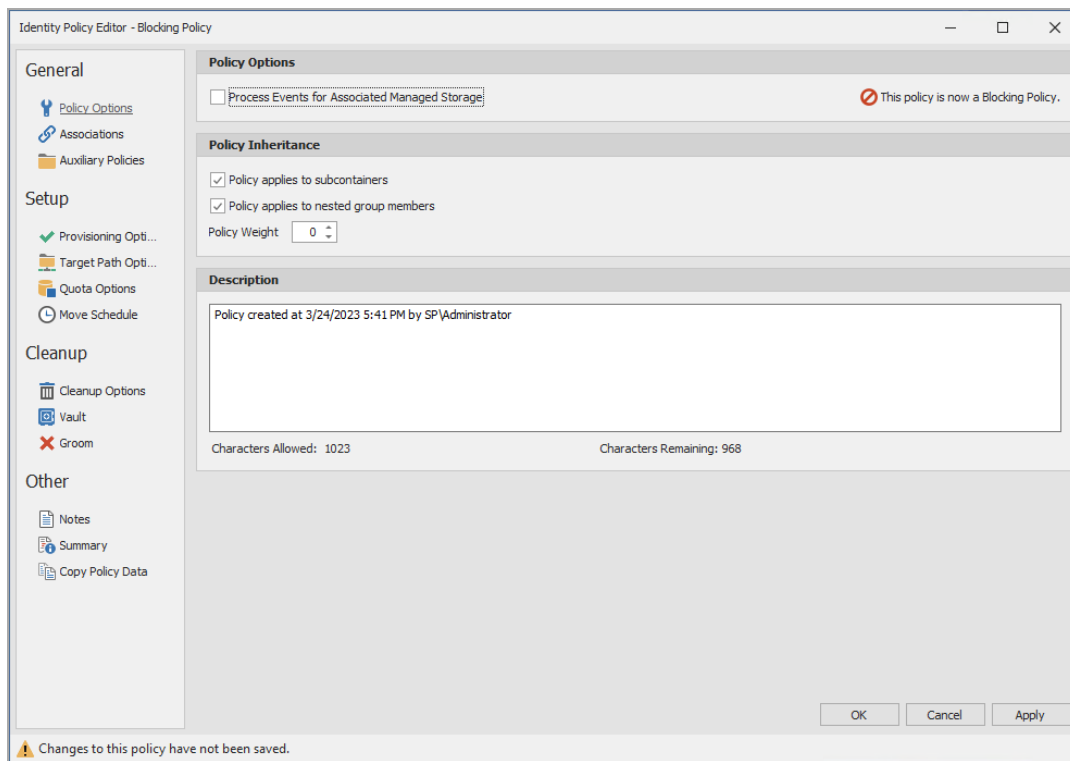 Identity Policy Editor - Blocking Policy
General
Policy Options
Associations
Auxiliary Policies
Setup
Provisioning Opti...
Target Path Opti...
Quota Options
Move Schedule
Cleanup
Cleanup Options
Vault
Groom
Other
Notes
Summary
Copy Policy Data
Policy Options
Process Events for Associated Managed Storage
This policy is now a Blocking Policy.
Policy Inheritance
Policy applies to subcontainers
Policy applies to nested group members
Policy Weight 0
Description
Policy created at 3/24/2023 5:41 PM by SP\Administrator
Characters Allowed: 1023 Characters Remaining: 968
OK Cancel Apply
Changes to this policy have not been saved.